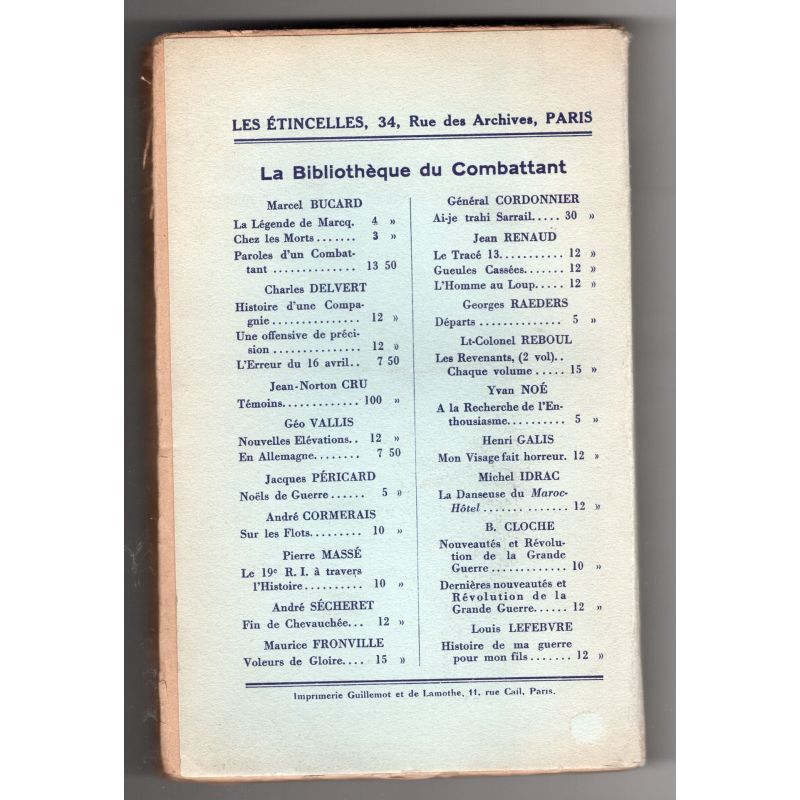 LES ÉTINCELLES, 34, Rue des Archives, PARIS
La Bibliothèque du Combattant
Marcel BUCARD
La Légende de Marcq. 4 »
Chez les Morts ....... 3 »
Paroles d'un Combat-
tant .............. 13 50
Charles DELVERT
Histoire d'une Compa-
gnie ............... 12 »
Une offensive de préci-
sion .............. 12 »
L'Erreur du 16 avril.. 7 50
Jean-Norton CRU
Témoins............. 100 »
Géo VALLIS
Nouvelles Elévations.. 12 »
En Allemagne........ 7 50
Jacques PÉRICARD
Noëls de Guerre ...... 5 »
André CORMERAIS
Sur les Flots......... 10 »
Pierre MASSÉ
Le 19e R. I. à travers
l'Histoire .......... 10 »
André SÉCHERET
Fin de Chevauchée... 12 »
Maurice FRONVILLE
Voleurs de Gloire.... 15 »
Général CORDONNIER
Ai-je trahi Sarrail..... 30 »
Jean RENAUD
Le Tracé 13........... 12 »
Gueules Cassées....... 12 »
L'Homme au Loup..... 12 »
Georges RAEDERS
Départs .............. 5 »
Lt-Colonel REBOUL
Les Revenants, (2 vol)..
Chaque volume ..... 15 »
Yvan NOÉ
A la Recherche de l'En-
thousiasme.......... 5 »
Henri GALIS
Mon Visage fait horreur. 12 »
Michel IDRAC
La Danseuse du Maroc-
Hôtel ............... 12 »
B. CLOCHE
Nouveautés et Révolu-
tion de la Grande
Guerre ............. 10 »
Dernières nouveautés et
Révolution de la
Grande Guerre...... 12 »
Louis LEFEBVRE
Histoire de ma guerre
pour mon fils ....... 12 »
Imprimerie Guillemot et de Lamothe, 11, rue Cail, Paris.